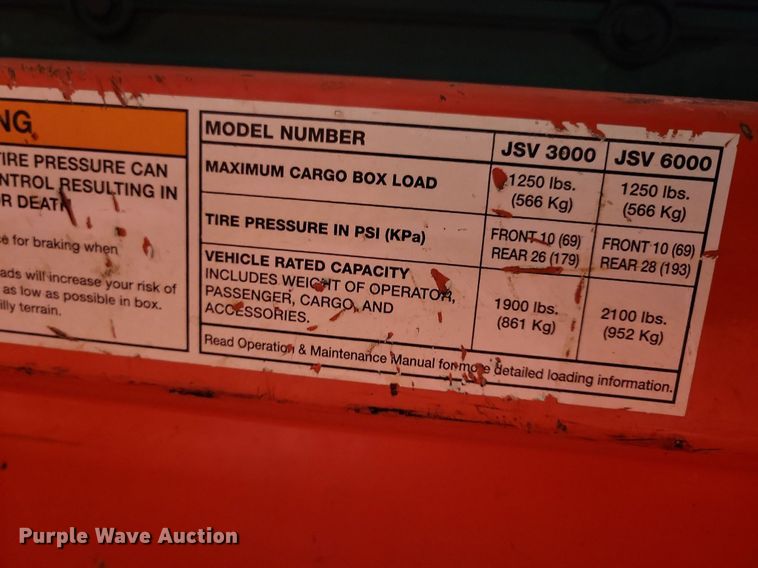 NG
TIRE PRESSURE CAN
NTROL RESULTING IN
R DEATH
ce for braking when
ads will increase your risk of
as low as possible in box.
illy terrain.
MODEL NUMBER JSV 3000 JSV 6000
MAXIMUM CARGO BOX LOAD 1250 lbs. 1250 lbs.
(566 Kg) (566 Kg)
TIRE PRESSURE IN PSI (KPa) FRONT 10 (69) FRONT 10 (69)
REAR 26 (179) REAR 28 (193)
VEHICLE RATED CAPACITY
INCLUDES WEIGHT OF OPERATOR, 1900 lbs. 2100 lbs.
PASSENGER, CARGO, AND (861 Kg) (952 Kg)
ACCESSORIES.
Read Operation & Maintenance Manual for more detailed loading information.
Purple Wave Auction